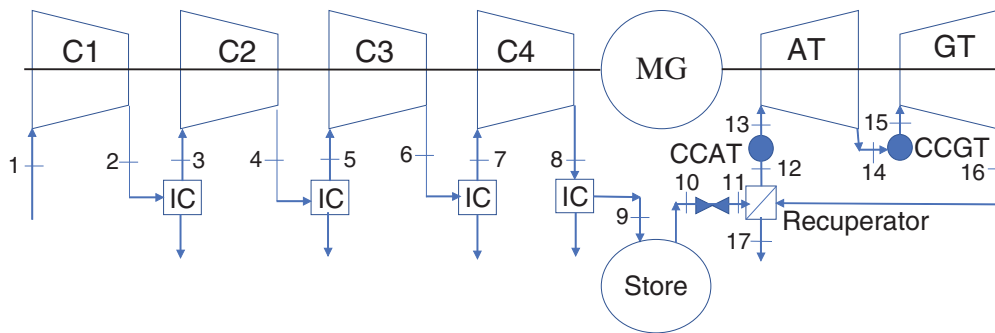 C1
C2
C3
C4
MG
AT
GT
1
2
3
4
5
6
7
8
9
10
11
12
13
14
15
16
17
IC
IC
IC
IC
CCAT
CCGT
Recuperator
Store